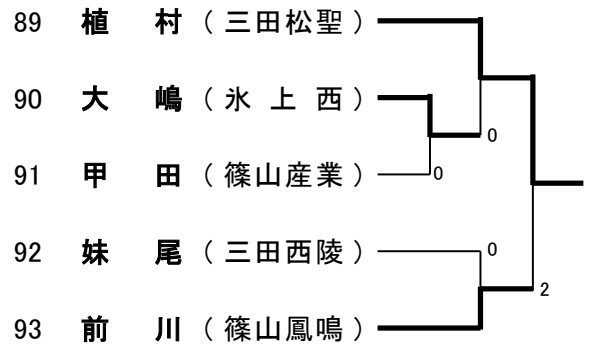 89 植 村 ( 三田松聖 )
90 大 嶋 ( 氷 上 西 )
0
91 甲 田 ( 篠山産業 )
0
92 妹 尾 ( 三田西陵 )
0
2
93 前 川 ( 篠山鳳鳴 )